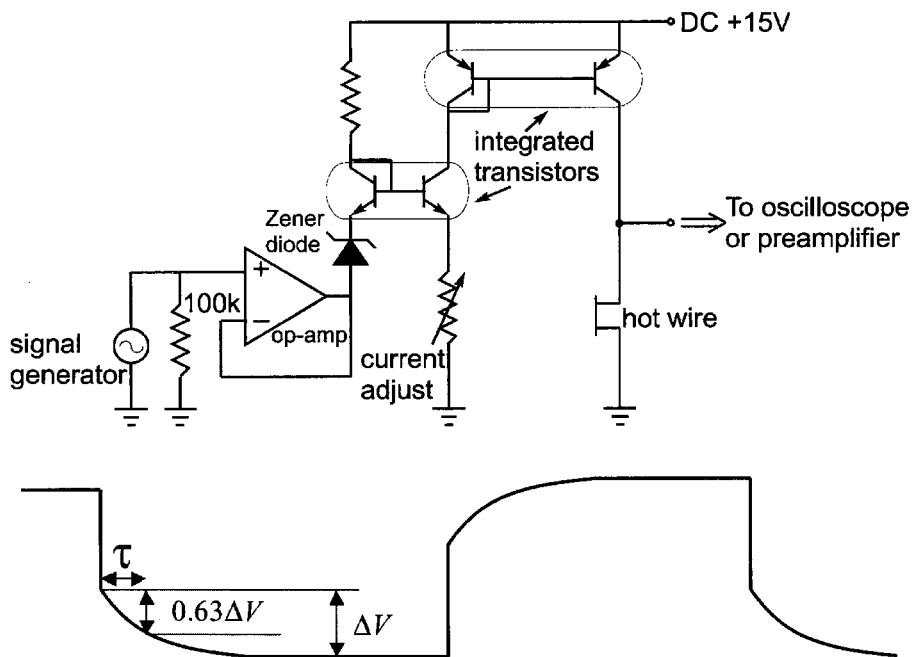 DC +15V
integrated
transistors
Zener
diode
To oscilloscope
or preamplifier
+
100k
−
op-amp
hot wire
signal
generator
current
adjust
τ
0.63ΔV
ΔV